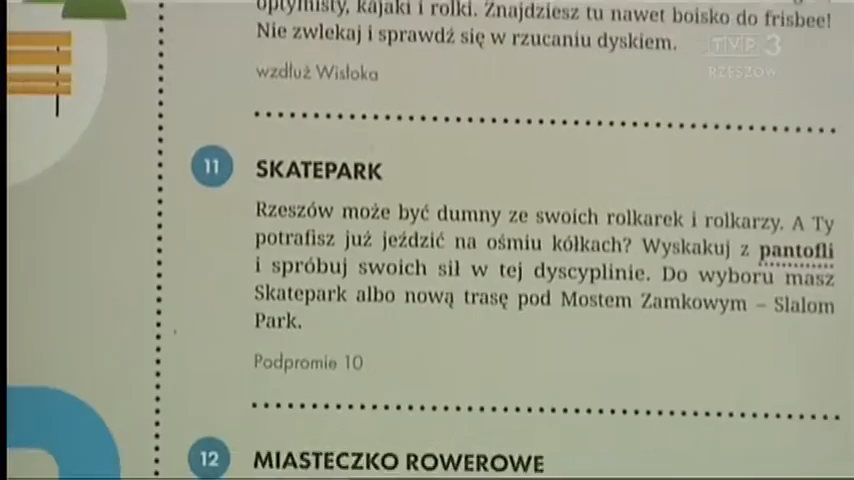 optymisty, kajaki i rolki. Znajdziesz tu nawet boisko do frisbee!
Nie zwlekaj i sprawdź się w rzucaniu dyskiem.
wzdłuż Wisłoka
TVP 3
RZESZÓW
11
SKATEPARK
Rzeszów może być dumny ze swoich rolkarek i rolkarzy. A Ty
potrafisz już jeździć na ośmiu kółkach? Wyskakuj z pantofli
i spróbuj swoich sił w tej dyscyplinie. Do wyboru masz
Skatepark albo nową trasę pod Mostem Zamkowym – Slalom
Park.
Podpromie 10
12
MIASTECZKO ROWEROWE